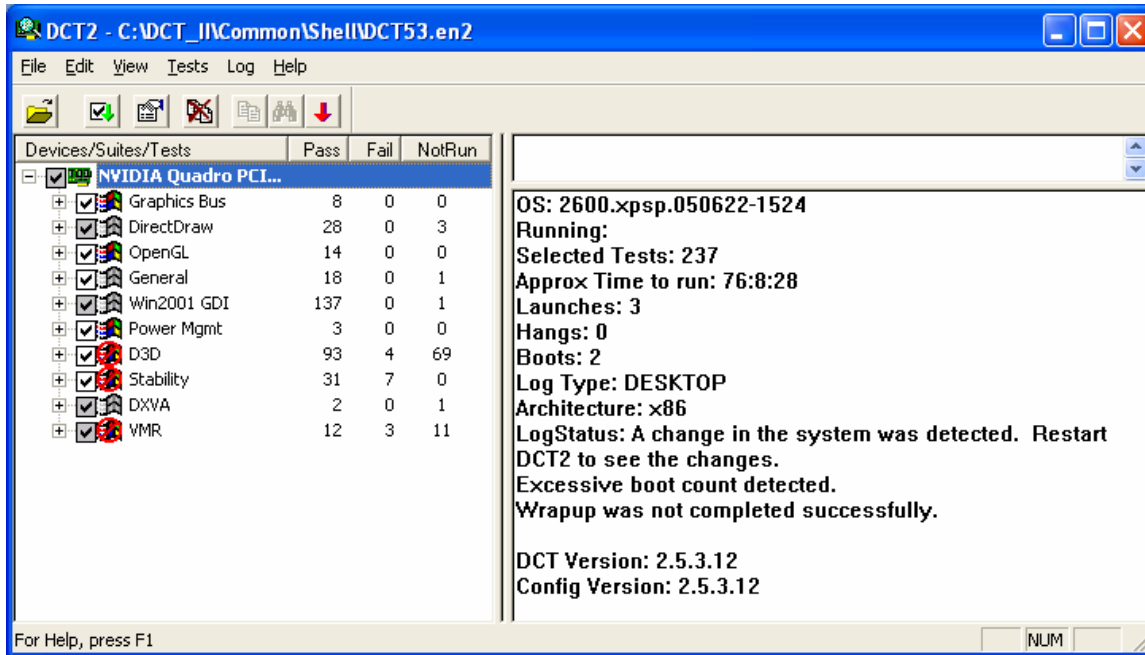 DCT2 - C:\DCT_II\Common\Shell\DCT53.en2
File Edit View Tests Log Help
Devices/Suites/Tests Pass Fail NotRun
NVIDIA Quadro PCI...
Graphics Bus 8 0 0
DirectDraw 28 0 3
OpenGL 14 0 0
General 18 0 1
Win2001 GDI 137 0 1
Power Mgmt 3 0 0
D3D 93 4 69
Stability 31 7 0
DXVA 2 0 1
VMR 12 3 11
OS: 2600.xpsp.050622-1524
Running:
Selected Tests: 237
Approx Time to run: 76:8:28
Launches: 3
Hangs: 0
Boots: 2
Log Type: DESKTOP
Architecture: x86
LogStatus: A change in the system was detected. Restart
DCT2 to see the changes.
Excessive boot count detected.
Wrapup was not completed successfully.
DCT Version: 2.5.3.12
Config Version: 2.5.3.12
For Help, press F1
NUM